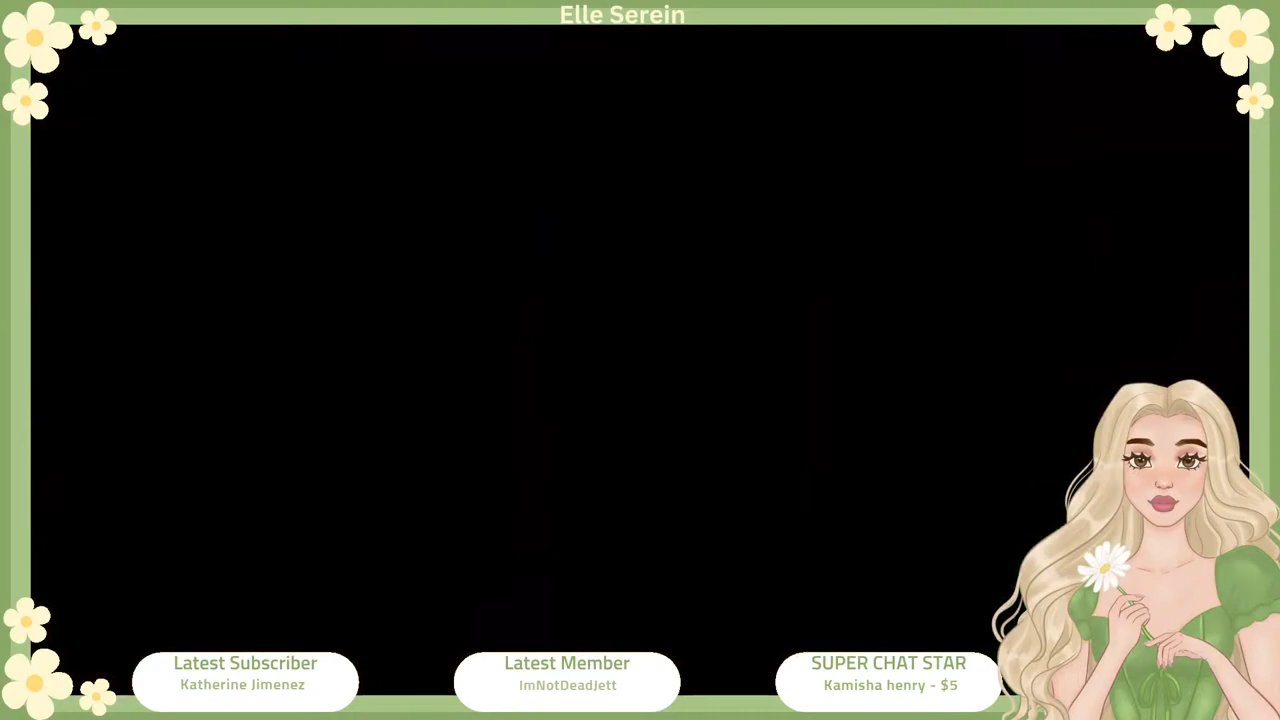 Elle Serein
Latest Subscriber
Katherine Jimenez
Latest Member
ImNotDeadJett
SUPER CHAT STAR
Kamisha henry - $5